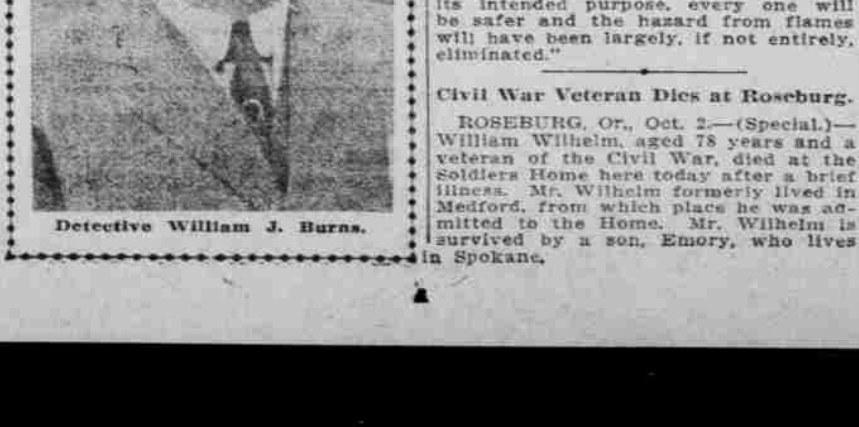 Detective William J. Burns.
its intended purpose, every one will
be safer and the hazard from flames
will have been largely, if not entirely,
eliminated."
Civil War Veteran Dies at Roseburg.
ROSEBURG, Or., Oct. 2.—(Special.)—
William Wilhelm, aged 78 years and a
veteran of the Civil War, died at the
Soldiers Home here today after a brief
illness. Mr. Wilhelm formerly lived in
Medford, from which place he was ad-
mitted to the Home. Mr. Wilhelm is
survived by a son, Emory, who lives
in Spokane.